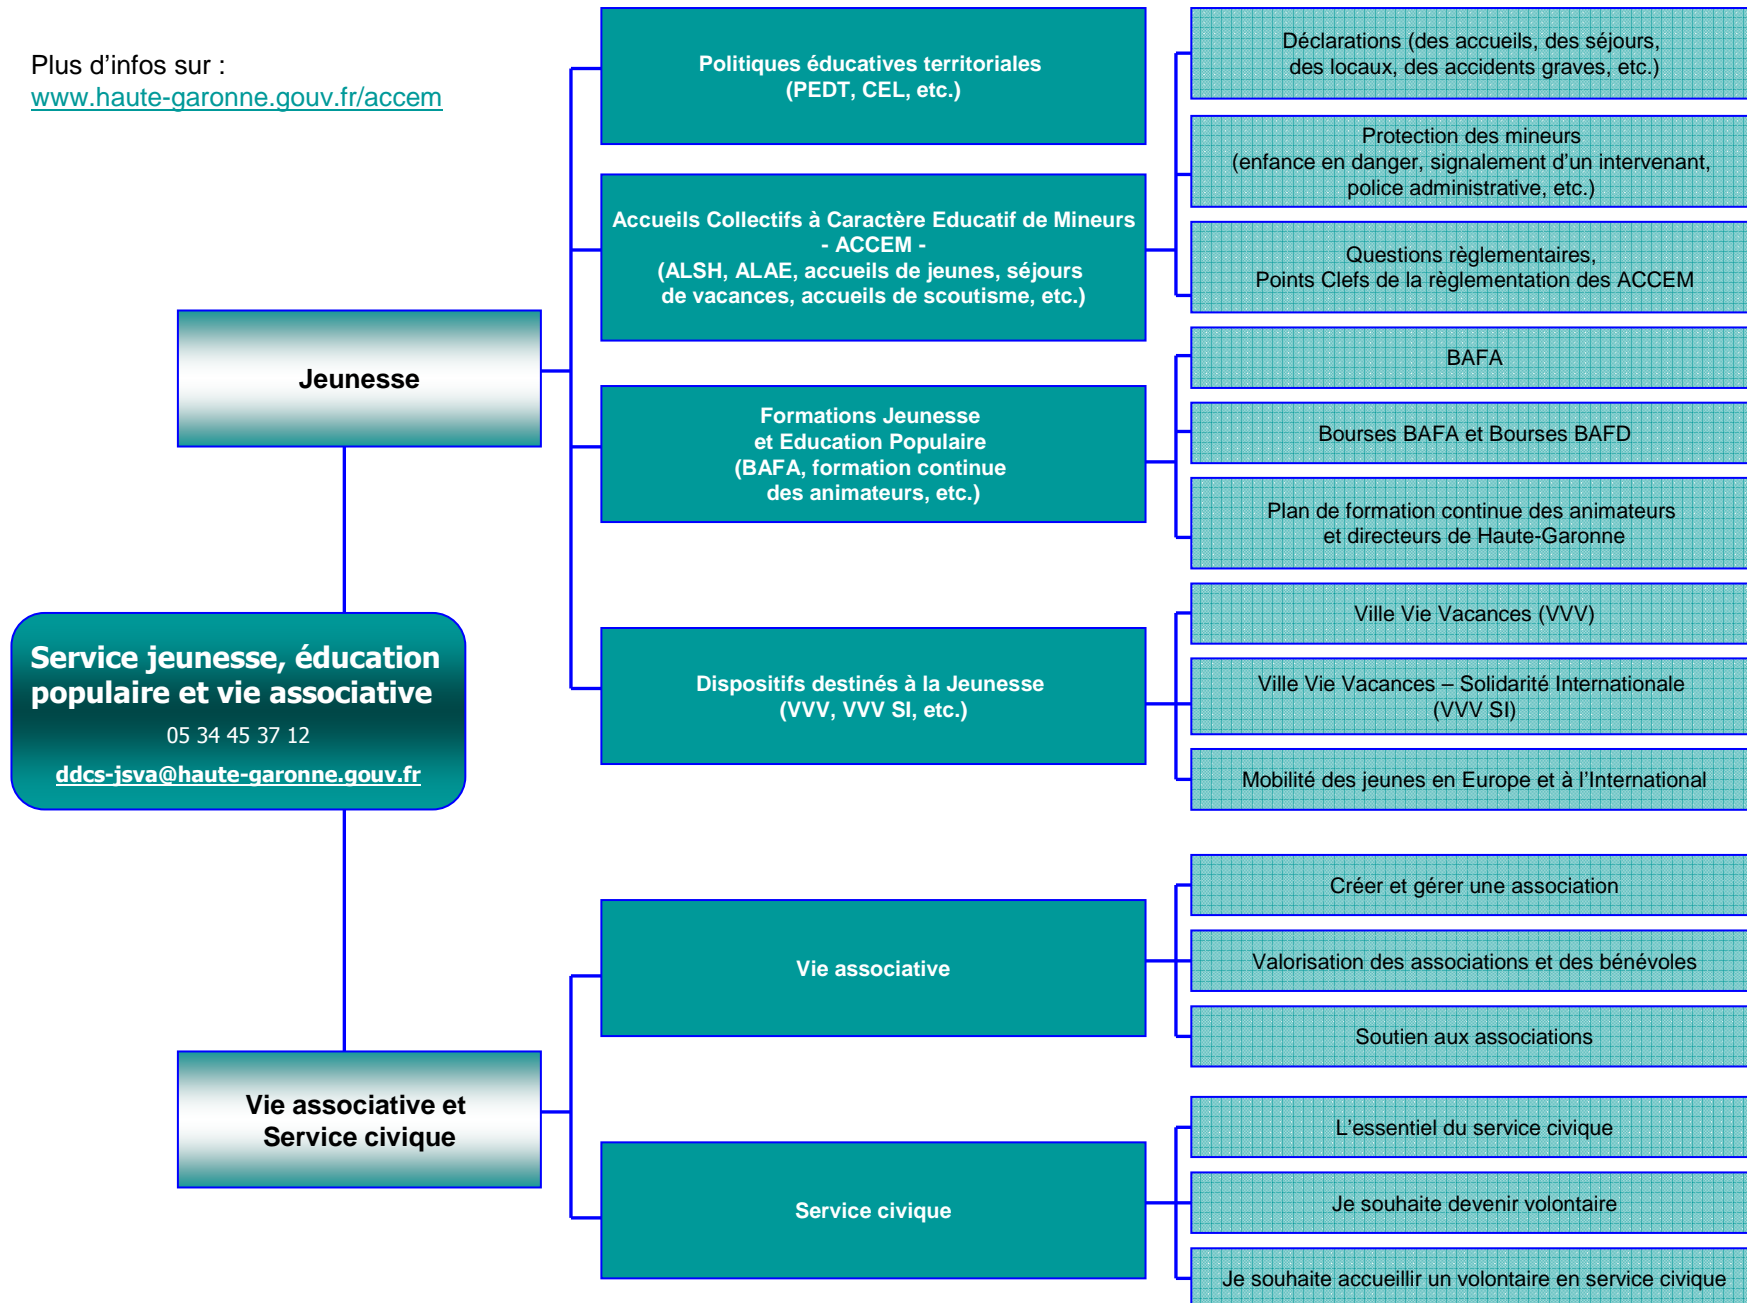 Plus d'infos sur :
www.haute-garonne.gouv.fr/accem
Politiques éducatives territoriales
(PEDT, CEL, etc.)
Déclarations (des accueils, des séjours,
des locaux, des accidents graves, etc.)
Protection des mineurs
(enfance en danger, signalement d'un intervenant,
police administrative, etc.)
Accueils Collectifs à Caractère Educatif de Mineurs
- ACCEM -
(ALSH, ALAE, accueils de jeunes, séjours
de vacances, accueils de scoutisme, etc.)
Questions règlementaires,
Points Clefs de la règlementation des ACCEM
Jeunesse
BAFA
Formations Jeunesse
et Education Populaire
(BAFA, formation continue
des animateurs, etc.)
Bourses BAFA et Bourses BAFD
Plan de formation continue des animateurs
et directeurs de Haute-Garonne
Ville Vie Vacances (VVV)
Service jeunesse, éducation
populaire et vie associative
05 34 45 37 12
ddcs-jsva@haute-garonne.gouv.fr
Dispositifs destinés à la Jeunesse
(VVV, VVV SI, etc.)
Ville Vie Vacances – Solidarité Internationale
(VVV SI)
Mobilité des jeunes en Europe et à l'International
Créer et gérer une association
Vie associative
Valorisation des associations et des bénévoles
Soutien aux associations
Vie associative et
Service civique
L'essentiel du service civique
Service civique
Je souhaite devenir volontaire
Je souhaite accueillir un volontaire en service civique